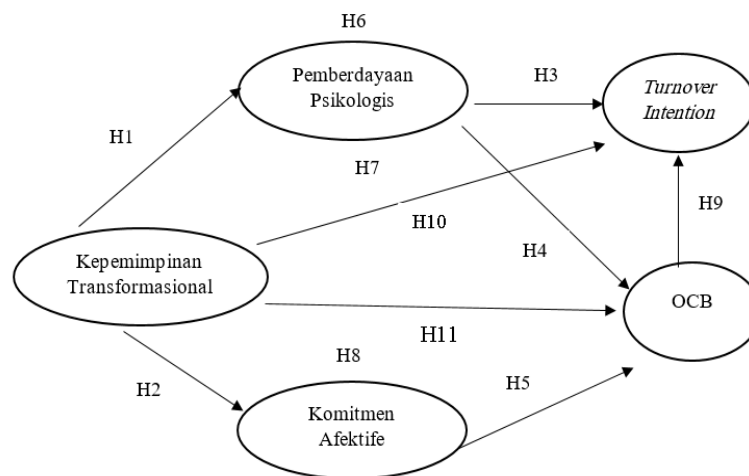 H6
Pemberdayaan
Psikologis
H3
Turnover
Intention
H1
H7
H10
H9
H4
Kepemimpinan
Transformasional
OCB
H11
H8
H2
H5
Komitmen
Afektife